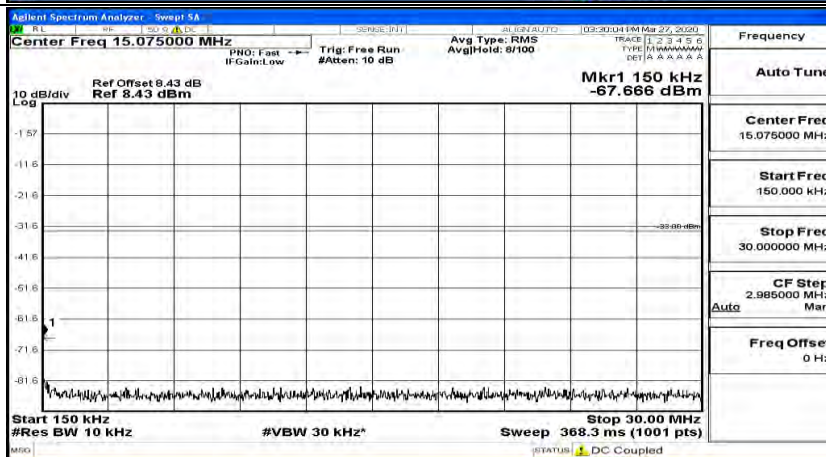 Agilent Spectrum Analyzer - Swept SA
RL RF 50 Ω DC SENSE:INT ALIGN AUTO 03:30:04 PM Mar 27, 2020
Center Freq 15.075000 MHz
PNO: Fast
IFGain:Low
Trig: Free Run
#Atten: 10 dB
Avg Type: RMS
Avg|Hold: 8/100
TRACE 1 2 3 4 5 6
TYPE M WWWWW
DET A A A A A A
Ref Offset 8.43 dB
10 dB/div Ref 8.43 dBm
Log
Mkr1 150 kHz
-67.666 dBm
-1.57
-11.6
-21.6
-31.6
-33.00 dBm
-41.6
-51.6
-61.6
1
-71.6
-81.6
Start 150 kHz
Stop 30.00 MHz
#Res BW 10 kHz #VBW 30 kHz* Sweep 368.3 ms (1001 pts)
MSG STATUS DC Coupled
Frequency
Auto Tune
Center Freq
15.075000 MHz
Start Freq
150.000 kHz
Stop Freq
30.000000 MHz
CF Step
2.985000 MHz
Auto Man
Freq Offset
0 Hz